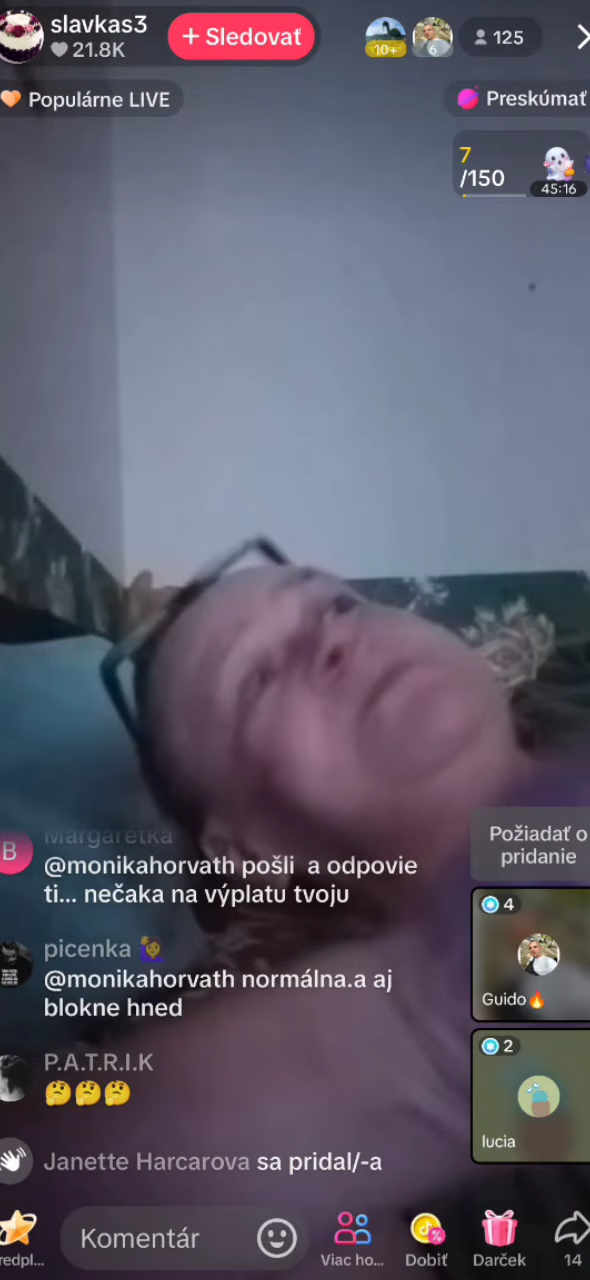 slavkas3
21.8K
+ Sledovať
10+
6
125
Populárne LIVE
Preskúmať
7
/150
45:16
Margaretka
B
@monikahorvath pošli a odpovie
ti... nečaka na výplatu tvoju
Požiadať o
pridanie
picenka
@monikahorvath normálna.a aj
blokne hned
4
Guido
P.A.T.R.I.K
2
lucia
Janette Harcarova sa pridal/-a
redpl...
Komentár
Viac ho...
Dobiť
Darček
14